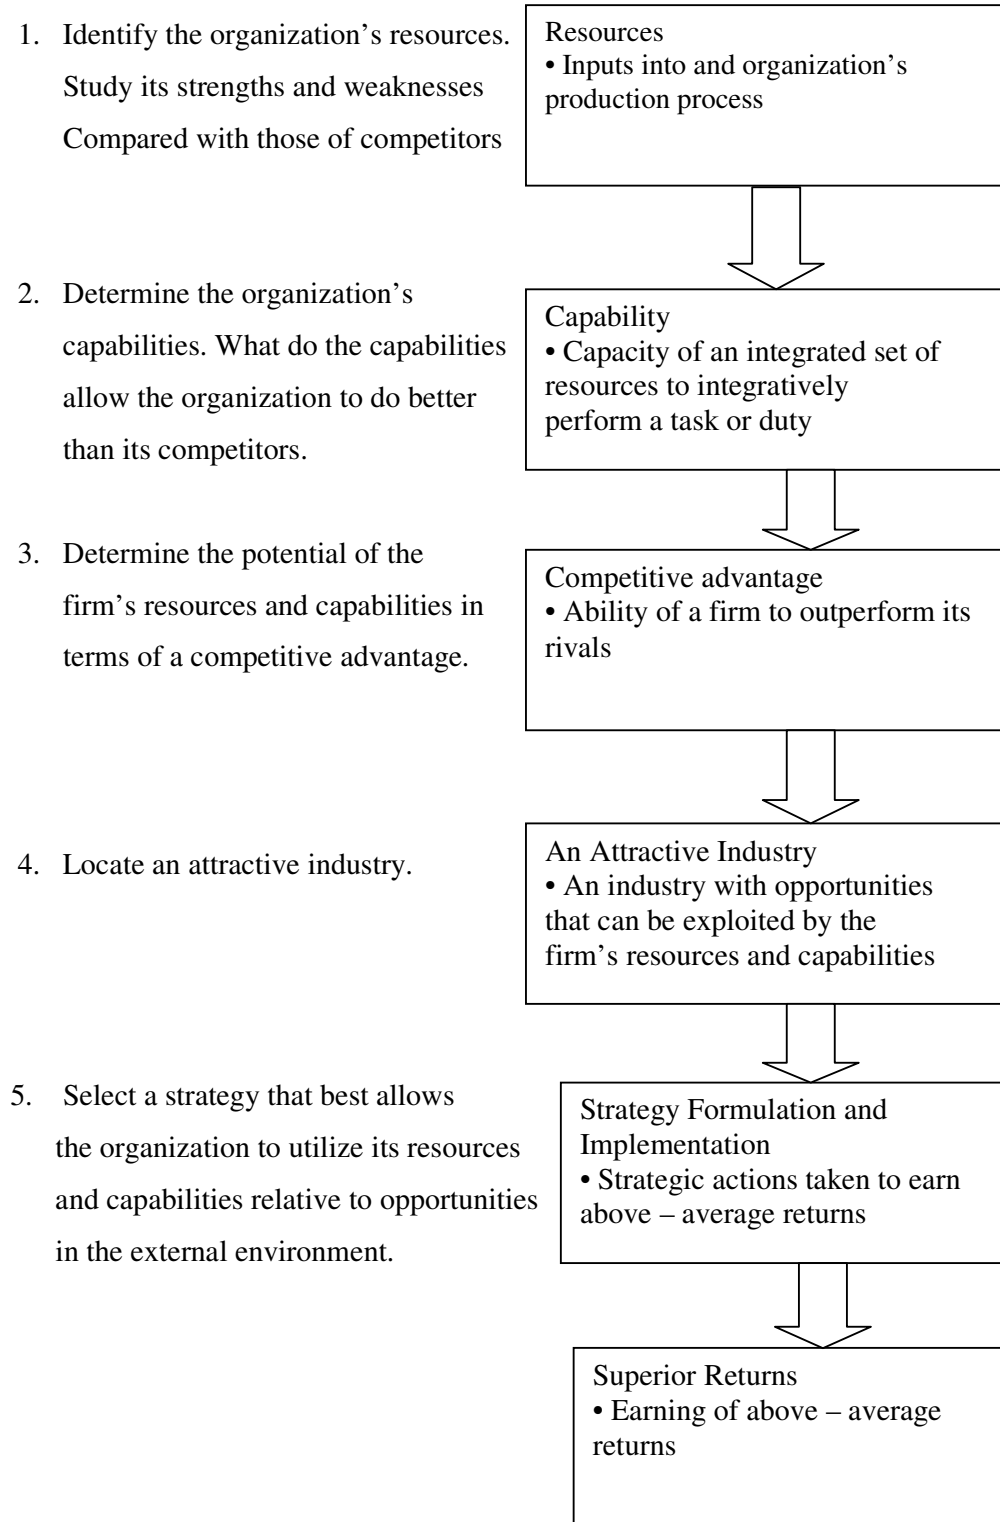 1. Identify the organization’s resources.
Study its strengths and weaknesses
Compared with those of competitors
Resources
• Inputs into and organization’s
production process
2. Determine the organization’s
capabilities. What do the capabilities
allow the organization to do better
than its competitors.
Capability
• Capacity of an integrated set of
resources to integratively
perform a task or duty
3. Determine the potential of the
firm’s resources and capabilities in
terms of a competitive advantage.
Competitive advantage
• Ability of a firm to outperform its
rivals
4. Locate an attractive industry.
An Attractive Industry
• An industry with opportunities
that can be exploited by the
firm’s resources and capabilities
5. Select a strategy that best allows
the organization to utilize its resources
and capabilities relative to opportunities
in the external environment.
Strategy Formulation and
Implementation
• Strategic actions taken to earn
above – average returns
Superior Returns
• Earning of above – average
returns